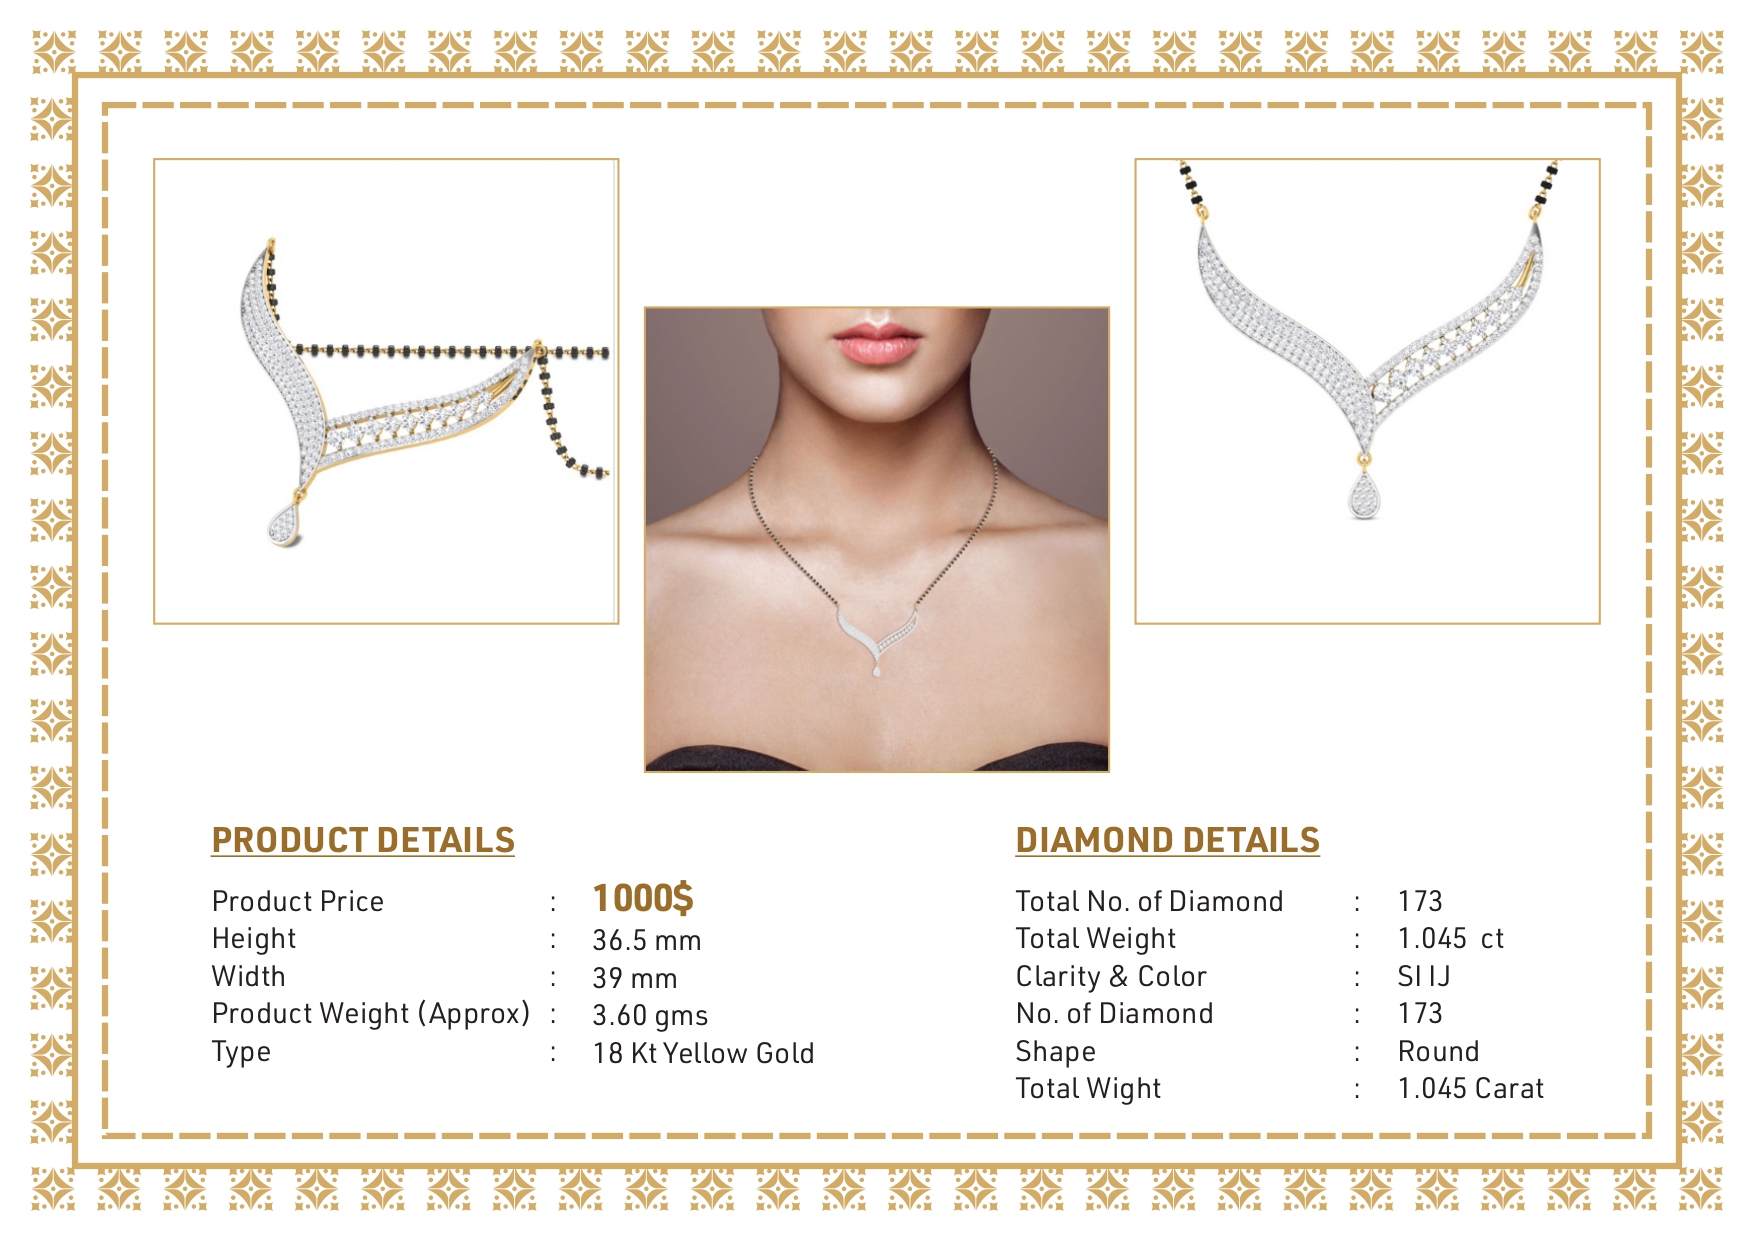 PRODUCT DETAILS
Product Price : 1000$
Height : 36.5 mm
Width : 39 mm
Product Weight (Approx) : 3.60 gms
Type : 18 Kt Yellow Gold
DIAMOND DETAILS
Total No. of Diamond : 173
Total Weight : 1.045 ct
Clarity & Color : SI IJ
No. of Diamond : 173
Shape : Round
Total Wight : 1.045 Carat